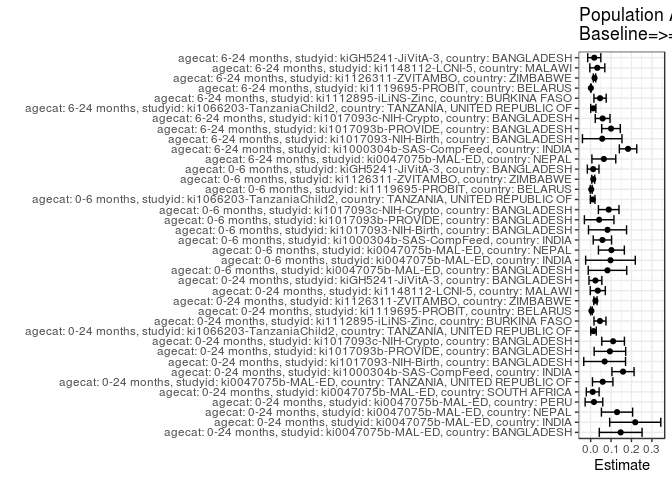 Population A
Baseline=>=
agecat: 6-24 months, studyid: kiGH5241-JiVitA-3, country: BANGLADESH
agecat: 6-24 months, studyid: ki1148112-LCNI-5, country: MALAWI
agecat: 6-24 months, studyid: ki1126311-ZVITAMBO, country: ZIMBABWE
agecat: 6-24 months, studyid: ki1119695-PROBIT, country: BELARUS
agecat: 6-24 months, studyid: ki1112895-iLiNS-Zinc, country: BURKINA FASO
agecat: 6-24 months, studyid: ki1066203-TanzaniaChild2, country: TANZANIA, UNITED REPUBLIC OF
agecat: 6-24 months, studyid: ki1017093c-NIH-Crypto, country: BANGLADESH
agecat: 6-24 months, studyid: ki1017093b-PROVIDE, country: BANGLADESH
agecat: 6-24 months, studyid: ki1017093-NIH-Birth, country: BANGLADESH
agecat: 6-24 months, studyid: ki1000304b-SAS-CompFeed, country: INDIA
agecat: 6-24 months, studyid: ki0047075b-MAL-ED, country: NEPAL
agecat: 0-6 months, studyid: kiGH5241-JiVitA-3, country: BANGLADESH
agecat: 0-6 months, studyid: ki1126311-ZVITAMBO, country: ZIMBABWE
agecat: 0-6 months, studyid: ki1119695-PROBIT, country: BELARUS
agecat: 0-6 months, studyid: ki1066203-TanzaniaChild2, country: TANZANIA, UNITED REPUBLIC OF
agecat: 0-6 months, studyid: ki1017093c-NIH-Crypto, country: BANGLADESH
agecat: 0-6 months, studyid: ki1017093b-PROVIDE, country: BANGLADESH
agecat: 0-6 months, studyid: ki1017093-NIH-Birth, country: BANGLADESH
agecat: 0-6 months, studyid: ki1000304b-SAS-CompFeed, country: INDIA
agecat: 0-6 months, studyid: ki0047075b-MAL-ED, country: NEPAL
agecat: 0-6 months, studyid: ki0047075b-MAL-ED, country: INDIA
agecat: 0-6 months, studyid: ki0047075b-MAL-ED, country: BANGLADESH
agecat: 0-24 months, studyid: kiGH5241-JiVitA-3, country: BANGLADESH
agecat: 0-24 months, studyid: ki1148112-LCNI-5, country: MALAWI
agecat: 0-24 months, studyid: ki1126311-ZVITAMBO, country: ZIMBABWE
agecat: 0-24 months, studyid: ki1119695-PROBIT, country: BELARUS
agecat: 0-24 months, studyid: ki1112895-iLiNS-Zinc, country: BURKINA FASO
agecat: 0-24 months, studyid: ki1066203-TanzaniaChild2, country: TANZANIA, UNITED REPUBLIC OF
agecat: 0-24 months, studyid: ki1017093c-NIH-Crypto, country: BANGLADESH
agecat: 0-24 months, studyid: ki1017093b-PROVIDE, country: BANGLADESH
agecat: 0-24 months, studyid: ki1017093-NIH-Birth, country: BANGLADESH
agecat: 0-24 months, studyid: ki1000304b-SAS-CompFeed, country: INDIA
agecat: 0-24 months, studyid: ki0047075b-MAL-ED, country: TANZANIA, UNITED REPUBLIC OF
agecat: 0-24 months, studyid: ki0047075b-MAL-ED, country: SOUTH AFRICA
agecat: 0-24 months, studyid: ki0047075b-MAL-ED, country: PERU
agecat: 0-24 months, studyid: ki0047075b-MAL-ED, country: NEPAL
agecat: 0-24 months, studyid: ki0047075b-MAL-ED, country: INDIA
agecat: 0-24 months, studyid: ki0047075b-MAL-ED, country: BANGLADESH
0.0 0.1 0.2 0.3
Estimate